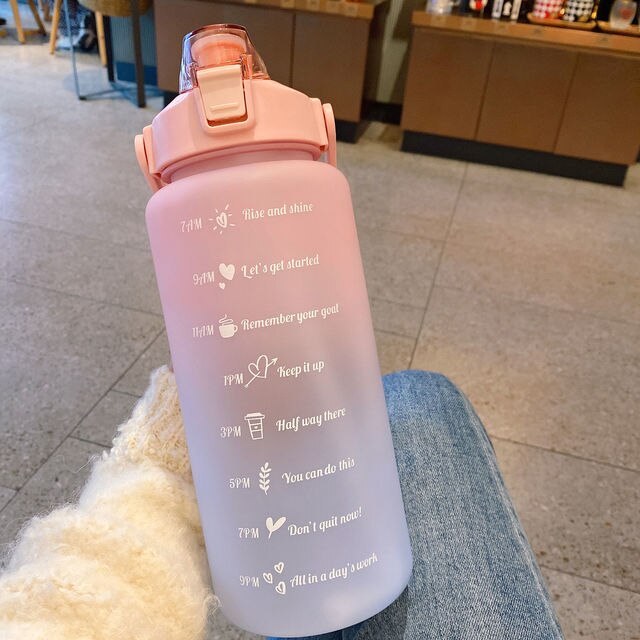 7AM Rise and shine
9AM Let's get started
11AM Remember your goal
1PM Keep it up
3PM Half way there
5PM You can do this
7PM Don't quit now!
9PM All in a day's work